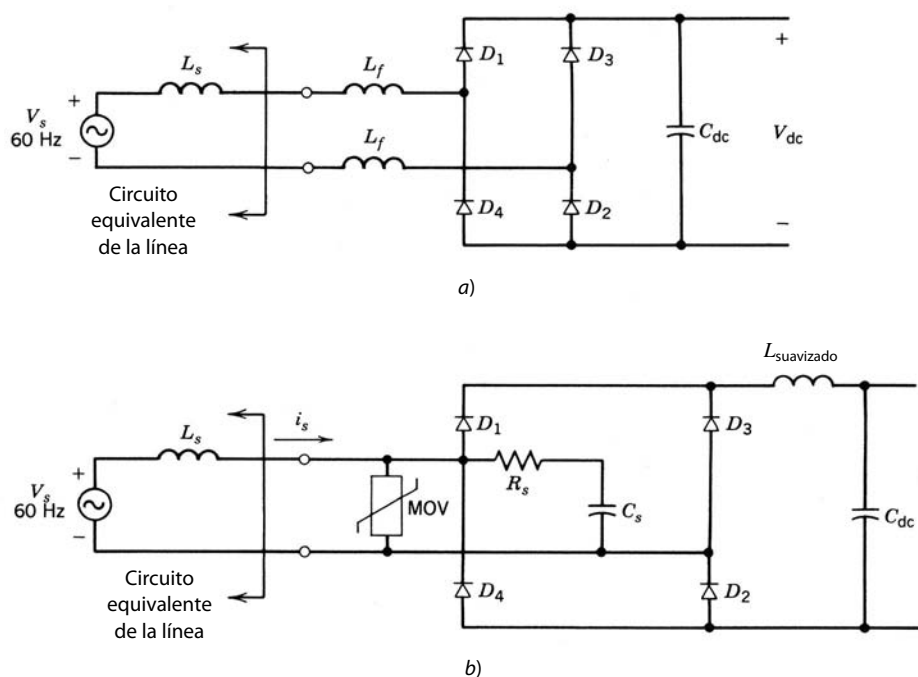 L_s
L_f
D_1
D_3
+
+
V_s
60 Hz
C_dc
V_dc
−
L_f
Circuito
equivalente
de la línea
D_4
D_2
−
a)
L_suavizado
L_s
i_s
D_1
D_3
+
R_s
V_s
60 Hz
MOV
C_s
C_dc
−
Circuito
equivalente
de la línea
D_4
D_2
b)